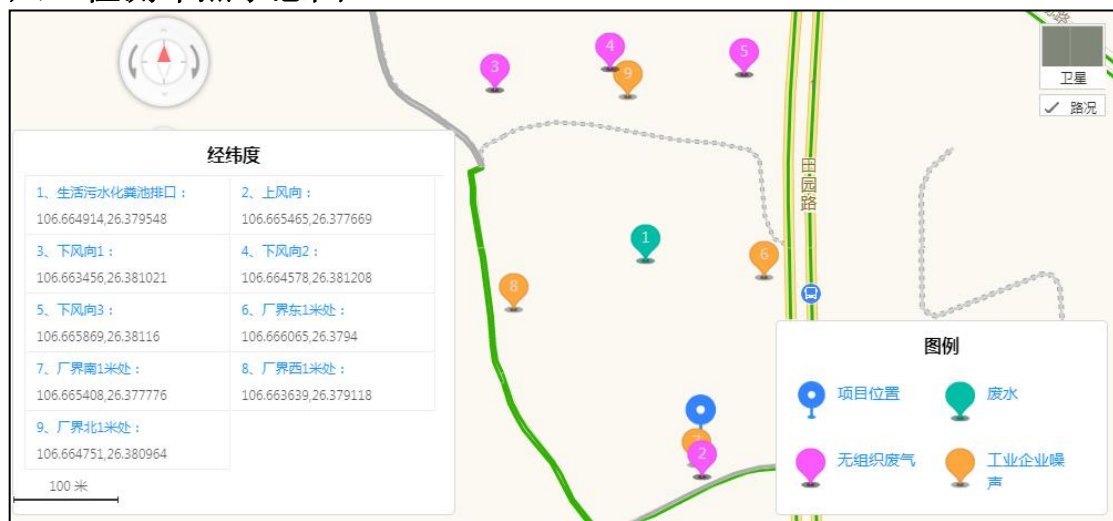 3
4
5
9
卫星
路况
经纬度
1、生活污水化粪池排口：
106.664914,26.379548
2、上风向：
106.665465,26.377669
3、下风向1：
106.663456,26.381021
4、下风向2：
106.664578,26.381208
5、下风向3：
106.665869,26.38116
6、厂界东1米处：
106.666065,26.3794
7、厂界南1米处：
106.665408,26.377776
8、厂界西1米处：
106.663639,26.379118
9、厂界北1米处：
106.664751,26.380964
100 米
田园路
1
6
8
2
图例
项目位置
废水
无组织废气
工业企业噪
声